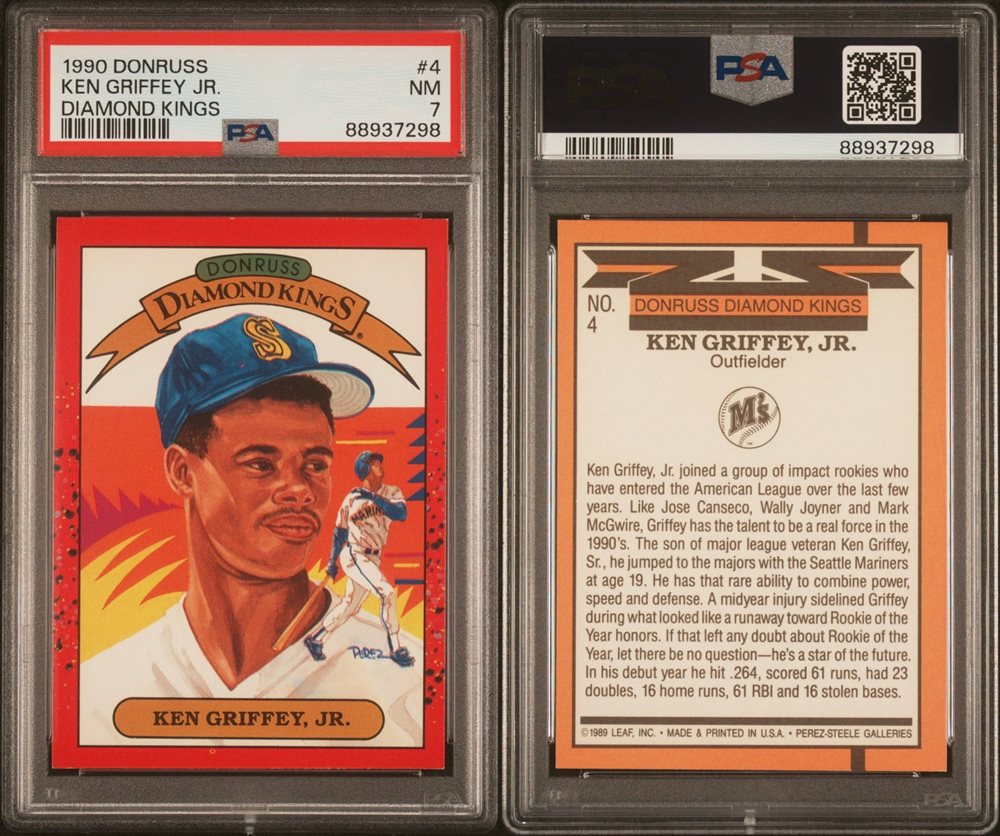 1990 DONRUSS #4
KEN GRIFFEY JR. NM
DIAMOND KINGS 7
PSA 88937298
DONRUSS
DIAMOND KINGS®
S
MARIN
PEREZ
KEN GRIFFEY, JR.
PSA
PSA
88937298
NO. 4
DONRUSS DIAMOND KINGS
KEN GRIFFEY, JR.
Outfielder
M's
Ken Griffey, Jr. joined a group of impact rookies who
have entered the American League over the last few
years. Like Jose Canseco, Wally Joyner and Mark
McGwire, Griffey has the talent to be a real force in the
1990's. The son of major league veteran Ken Griffey,
Sr., he jumped to the majors with the Seattle Mariners
at age 19. He has that rare ability to combine power,
speed and defense. A midyear injury sidelined Griffey
during what looked like a runaway toward Rookie of the
Year honors. If that left any doubt about Rookie of the
Year, let there be no question—he's a star of the future.
In his debut year he hit .264, scored 61 runs, had 23
doubles, 16 home runs, 61 RBI and 16 stolen bases.
©1989 LEAF, INC. • MADE & PRINTED IN U.S.A. • PEREZ-STEELE GALLERIES
PSA